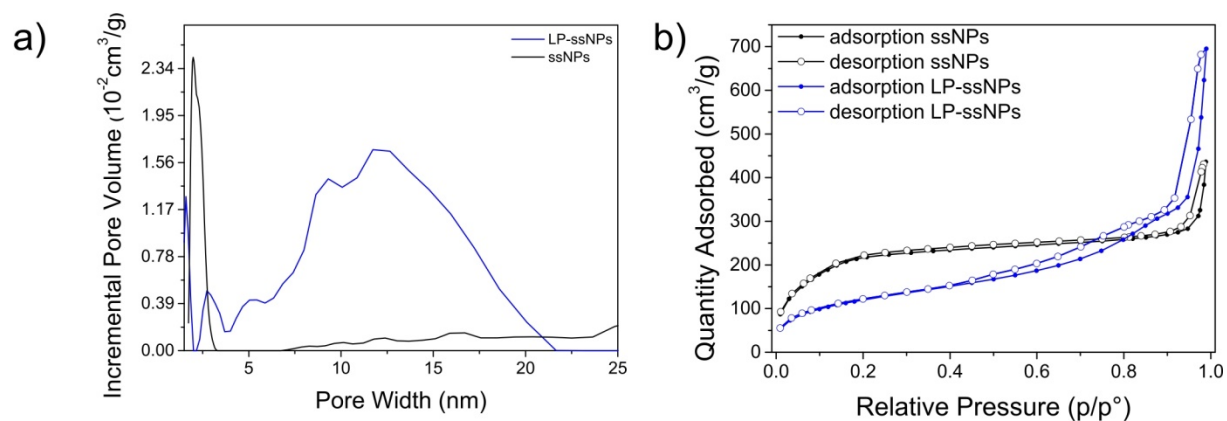 a)
Incremental Pore Volume (10⁻²cm³/g)
2.34
1.95
1.56
1.17
0.78
0.39
0.00
LP-ssNPs
ssNPs
5
10
15
20
25
Pore Width (nm)
b)
Quantity Adsorbed (cm³/g)
700
600
500
400
300
200
100
0
adsorption ssNPs
desorption ssNPs
adsorption LP-ssNPs
desorption LP-ssNPs
0.0
0.2
0.4
0.6
0.8
1.0
Relative Pressure (p/p°)